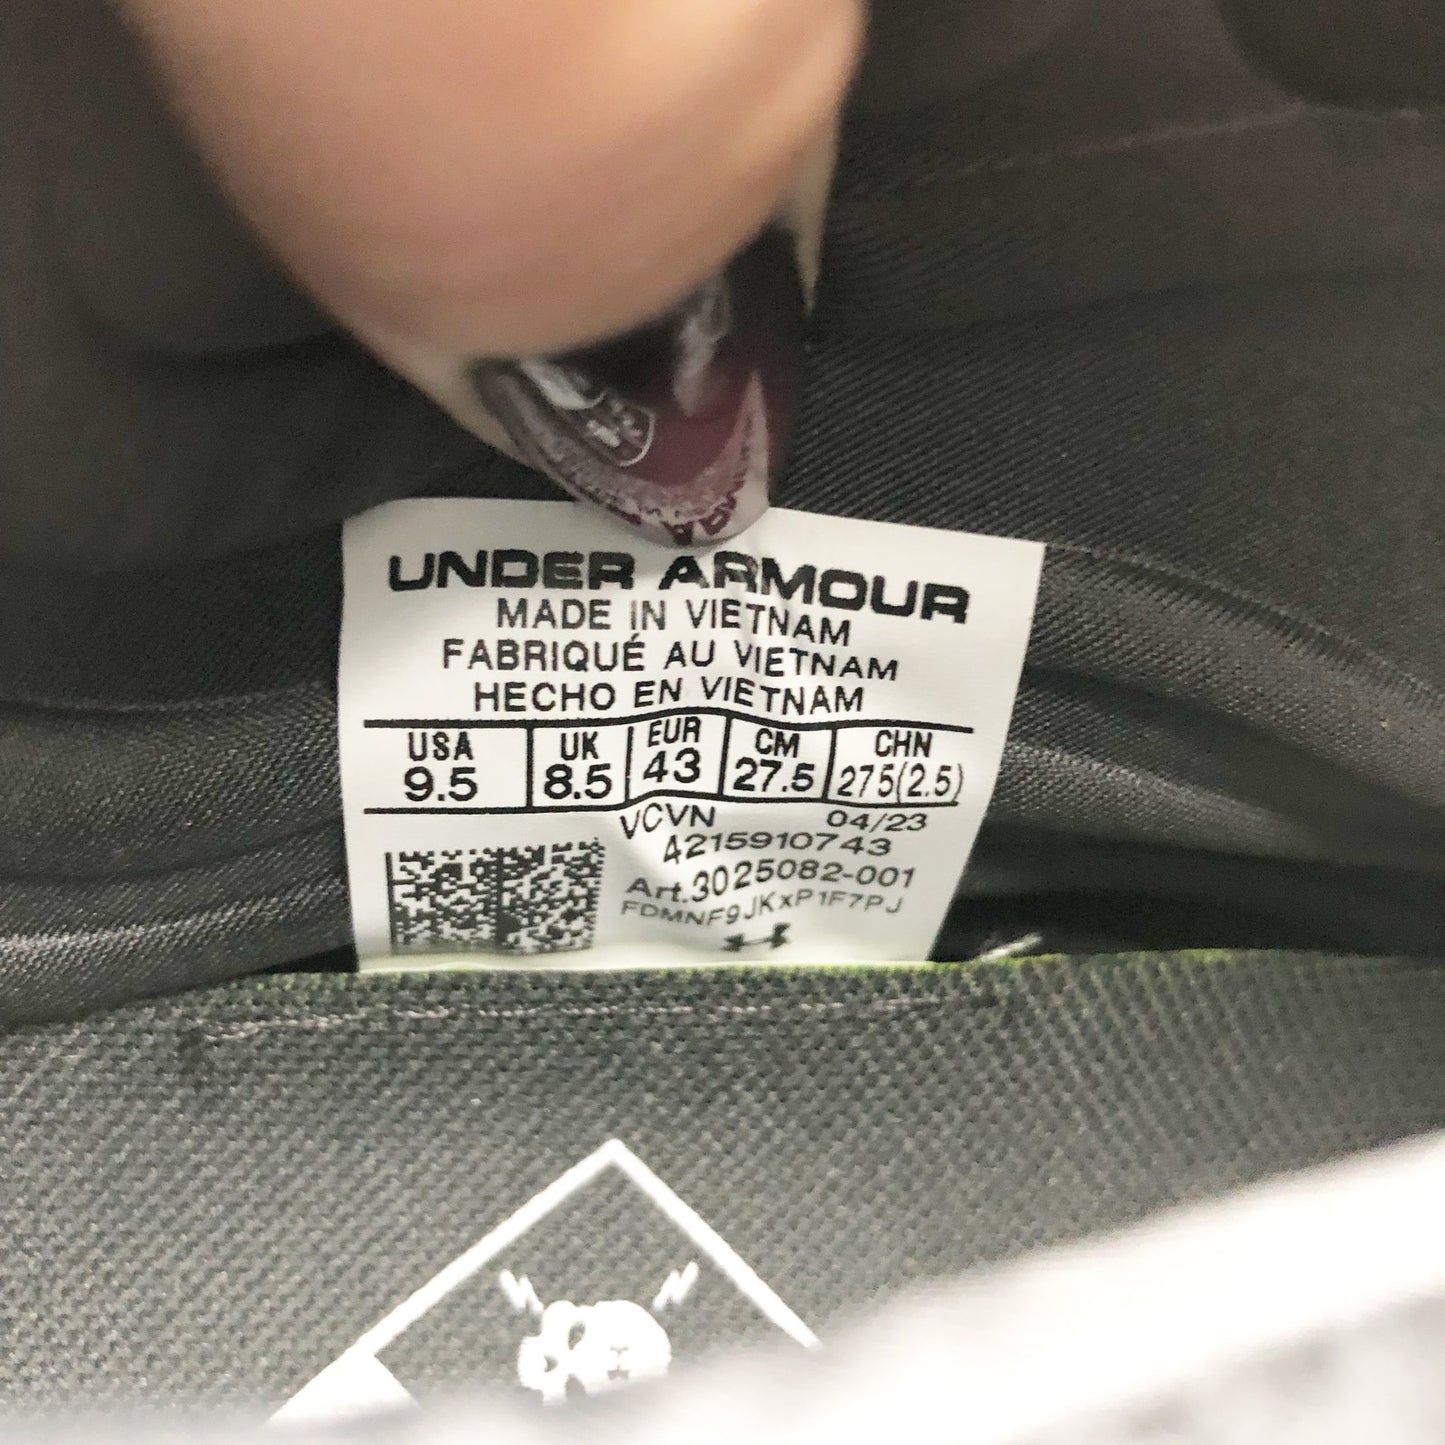 UNDER ARMOUR
MADE IN VIETNAM
FABRIQUÉ AU VIETNAM
HECHO EN VIETNAM
USA UK EUR CM CHN
9.5 8.5 43 27.5 275(2.5)
VCVN 04/23
4215910743
Art.3025082-001
FDMNF9JKxP1F7PJ